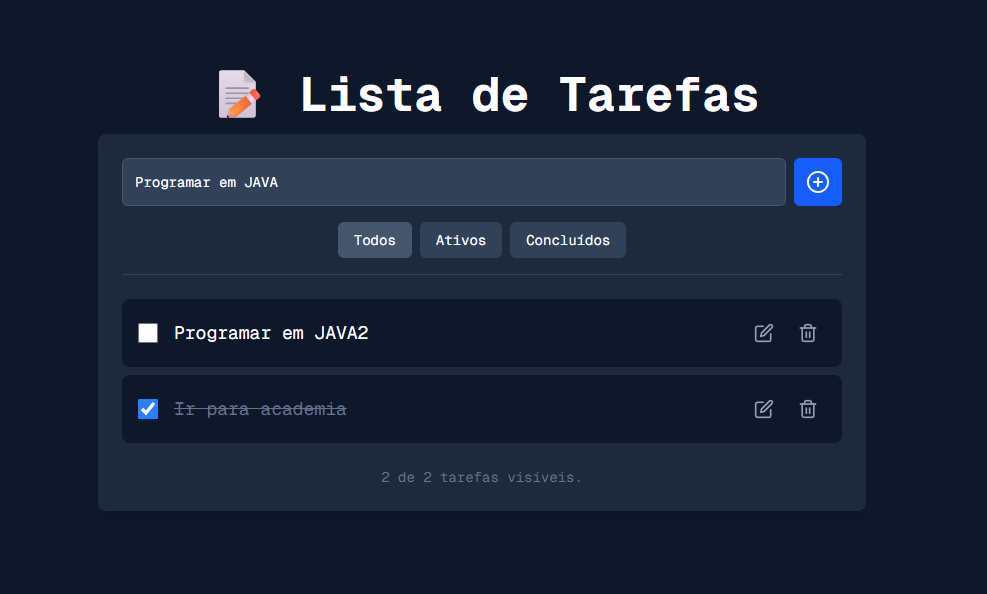 Lista de Tarefas
Programar em JAVA
Todos Ativos Concluídos
Programar em JAVA2
Ir para academia
2 de 2 tarefas visíveis.